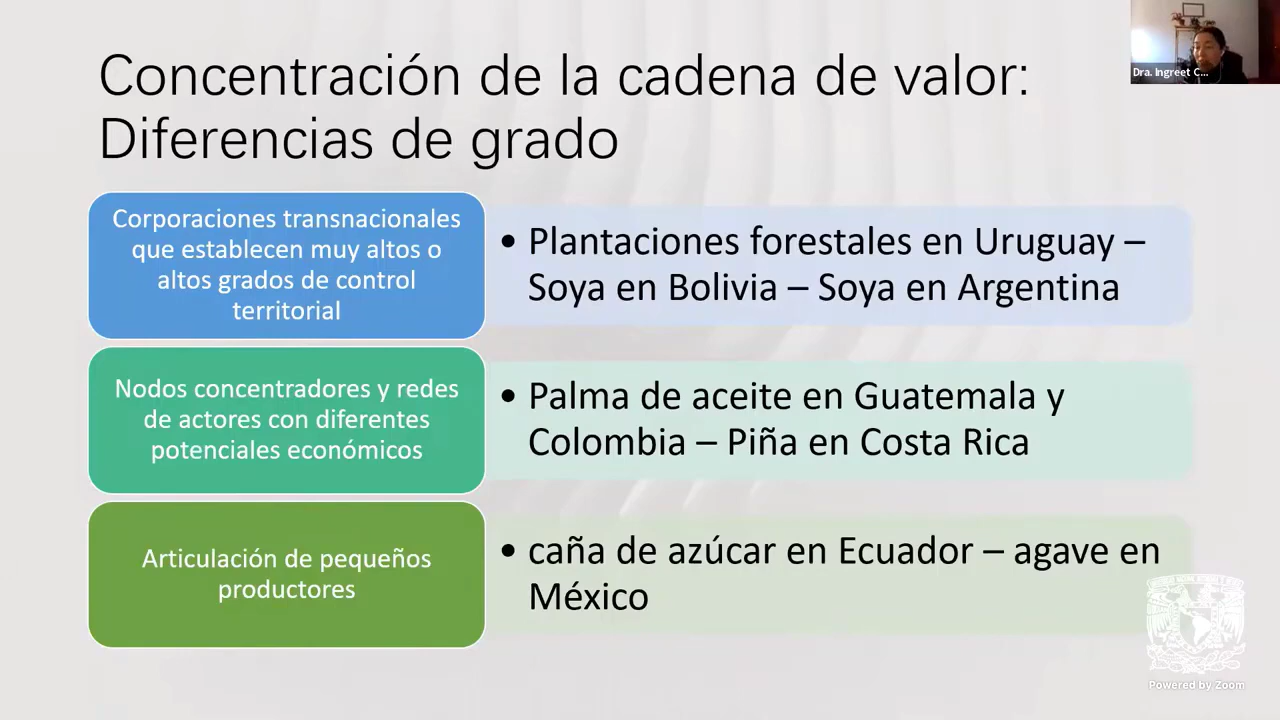 Concentración de la cadena de valor:
Diferencias de grado
Dra. Ingreet C...
Corporaciones transnacionales
que establecen muy altos o
altos grados de control
territorial
• Plantaciones forestales en Uruguay –
Soya en Bolivia – Soya en Argentina
Nodos concentradores y redes
de actores con diferentes
potenciales económicos
• Palma de aceite en Guatemala y
Colombia – Piña en Costa Rica
Articulación de pequeños
productores
• caña de azúcar en Ecuador – agave en
México
Powered by Zoom